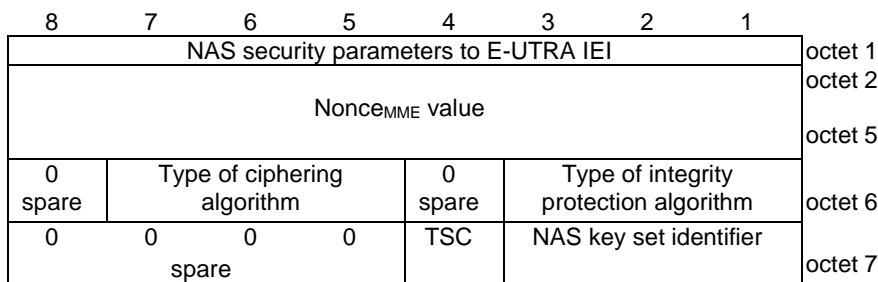 8 7 6 5 4 3 2 1
NAS security parameters to E-UTRA IEI octet 1
octet 2
NonceMME value
octet 5
0 Type of ciphering 0 Type of integrity
spare algorithm spare protection algorithm octet 6
0 0 0 0 TSC NAS key set identifier
spare octet 7